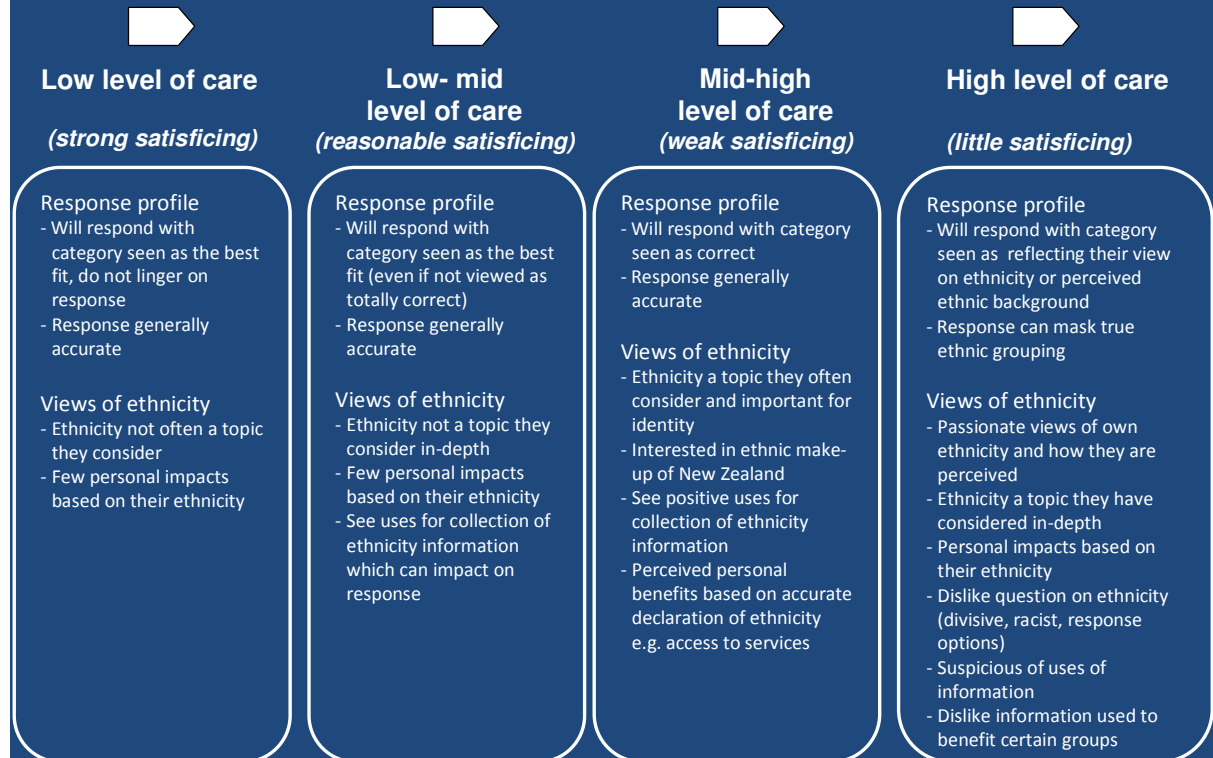 Low level of care
(strong satisficing)
Response profile
- Will respond with
category seen as the best
fit, do not linger on
response
- Response generally
accurate
Views of ethnicity
- Ethnicity not often a topic
they consider
- Few personal impacts
based on their ethnicity
Low- mid
level of care
(reasonable satisficing)
Response profile
- Will respond with
category seen as the best
fit (even if not viewed as
totally correct)
- Response generally
accurate
Views of ethnicity
- Ethnicity not a topic they
consider in-depth
- Few personal impacts
based on their ethnicity
- See uses for collection of
ethnicity information
which can impact on
response
Mid-high
level of care
(weak satisficing)
Response profile
- Will respond with category
seen as correct
- Response generally
accurate
Views of ethnicity
- Ethnicity a topic they often
consider and important for
identity
- Interested in ethnic make-
up of New Zealand
- See positive uses for
collection of ethnicity
information
- Perceived personal
benefits based on accurate
declaration of ethnicity
e.g. access to services
High level of care
(little satisficing)
Response profile
- Will respond with category
seen as reflecting their view
on ethnicity or perceived
ethnic background
- Response can mask true
ethnic grouping
Views of ethnicity
- Passionate views of own
ethnicity and how they are
perceived
- Ethnicity a topic they have
considered in-depth
- Personal impacts based on
their ethnicity
- Dislike question on ethnicity
(divisive, racist, response
options)
- Suspicious of uses of
information
- Dislike information used to
benefit certain groups